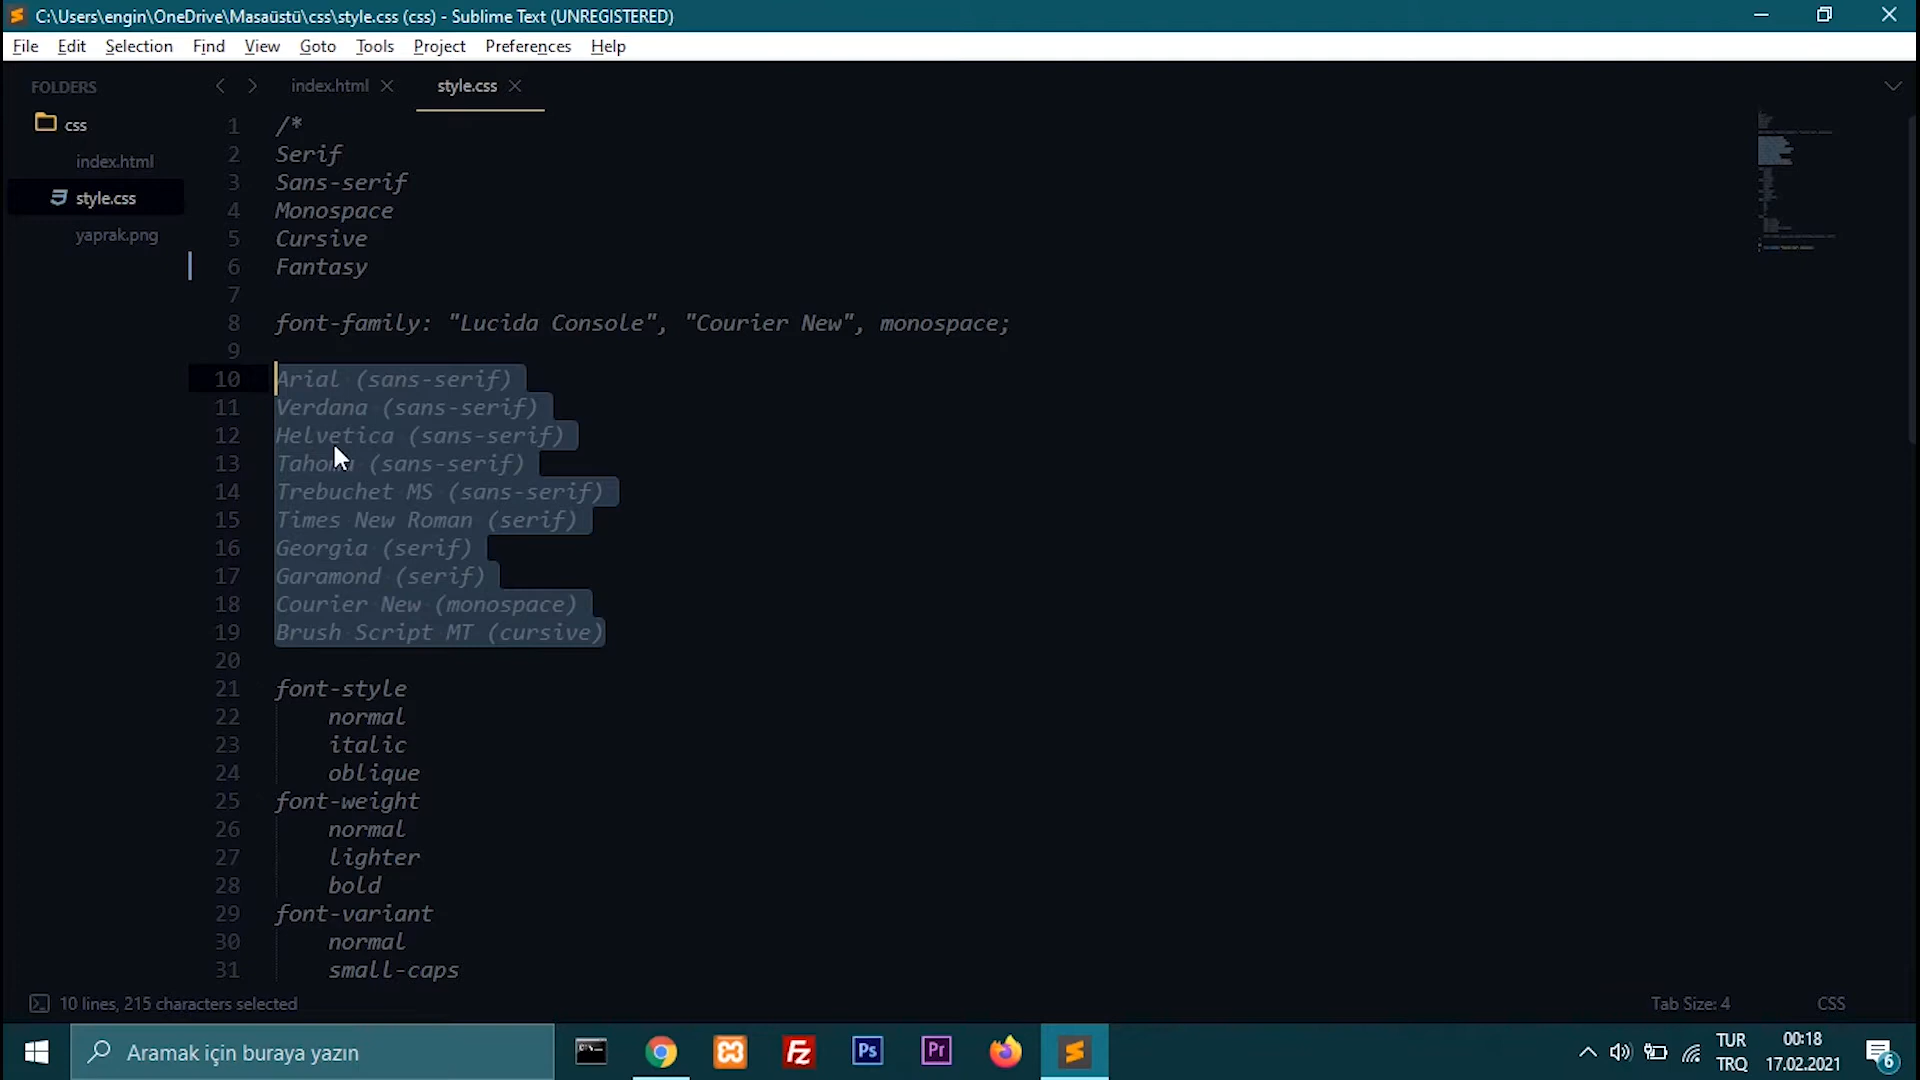 C:\Users\engin\OneDrive\Masaüstü\css\style.css (css) - Sublime Text (UNREGISTERED)
File Edit Selection Find View Goto Tools Project Preferences Help
FOLDERS
css
index.html
style.css
yaprak.png
index.html style.css
1 /*
2 Serif
3 Sans-serif
4 Monospace
5 Cursive
6 Fantasy
7
8 font-family: "Lucida Console", "Courier New", monospace;
9
10 Arial (sans-serif)
11 Verdana (sans-serif)
12 Helvetica (sans-serif)
13 Tahoma (sans-serif)
14 Trebuchet MS (sans-serif)
15 Times New Roman (serif)
16 Georgia (serif)
17 Garamond (serif)
18 Courier New (monospace)
19 Brush Script MT (cursive)
20
21 font-style
22 normal
23 italic
24 oblique
25 font-weight
26 normal
27 lighter
28 bold
29 font-variant
30 normal
31 small-caps
10 lines, 215 characters selected
Tab Size: 4 CSS
Aramak için buraya yazın
Fz Ps Pr
TUR
TRQ
00:18
17.02.2021
6